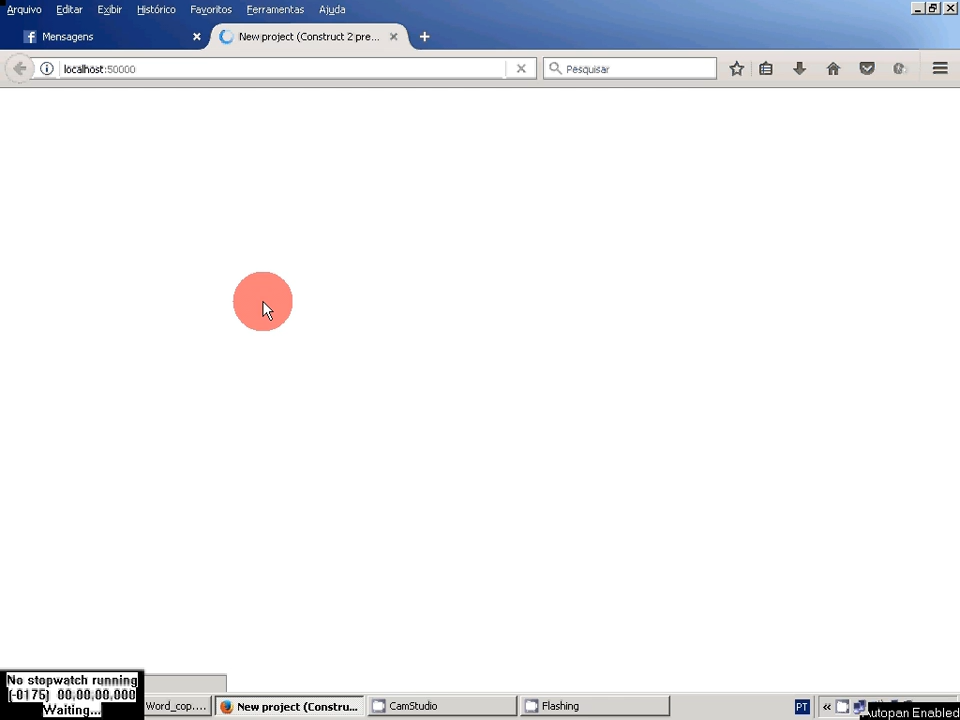 Arquivo Editar Exibir Histórico Favoritos Ferramentas Ajuda
Mensagens New project (Construct 2 pre...
localhost:50000 Pesquisar
No stopwatch running
(-0175) 00,00,00,000
Waiting...
Word_cop.... New project (Constru... CamStudio Flashing PT «
Autopan Enabled